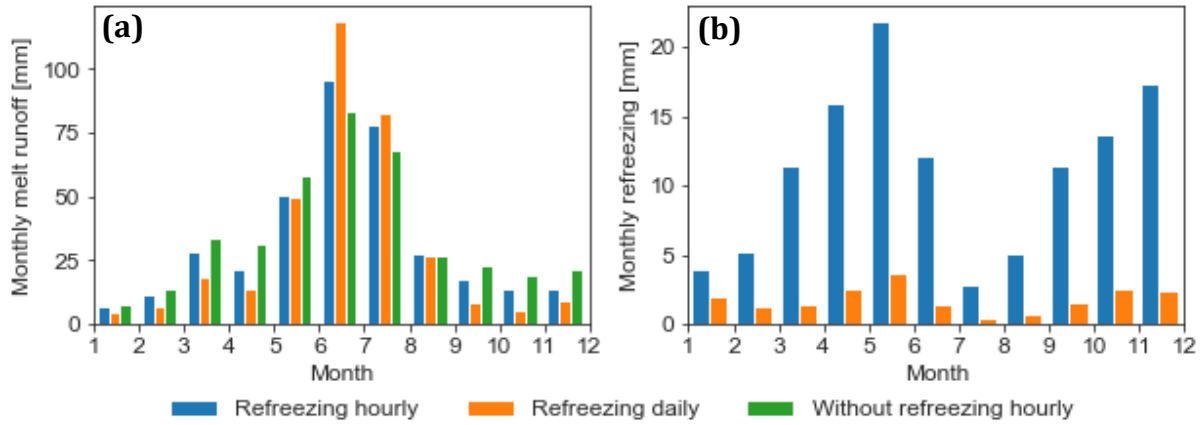 (a)
Monthly melt runoff [mm]
100
75
50
25
0
1 2 3 4 5 6 7 8 9 10 11 12
Month
(b)
Monthly refreezing [mm]
20
15
10
5
0
1 2 3 4 5 6 7 8 9 10 11 12
Month
Refreezing hourly Refreezing daily Without refreezing hourly